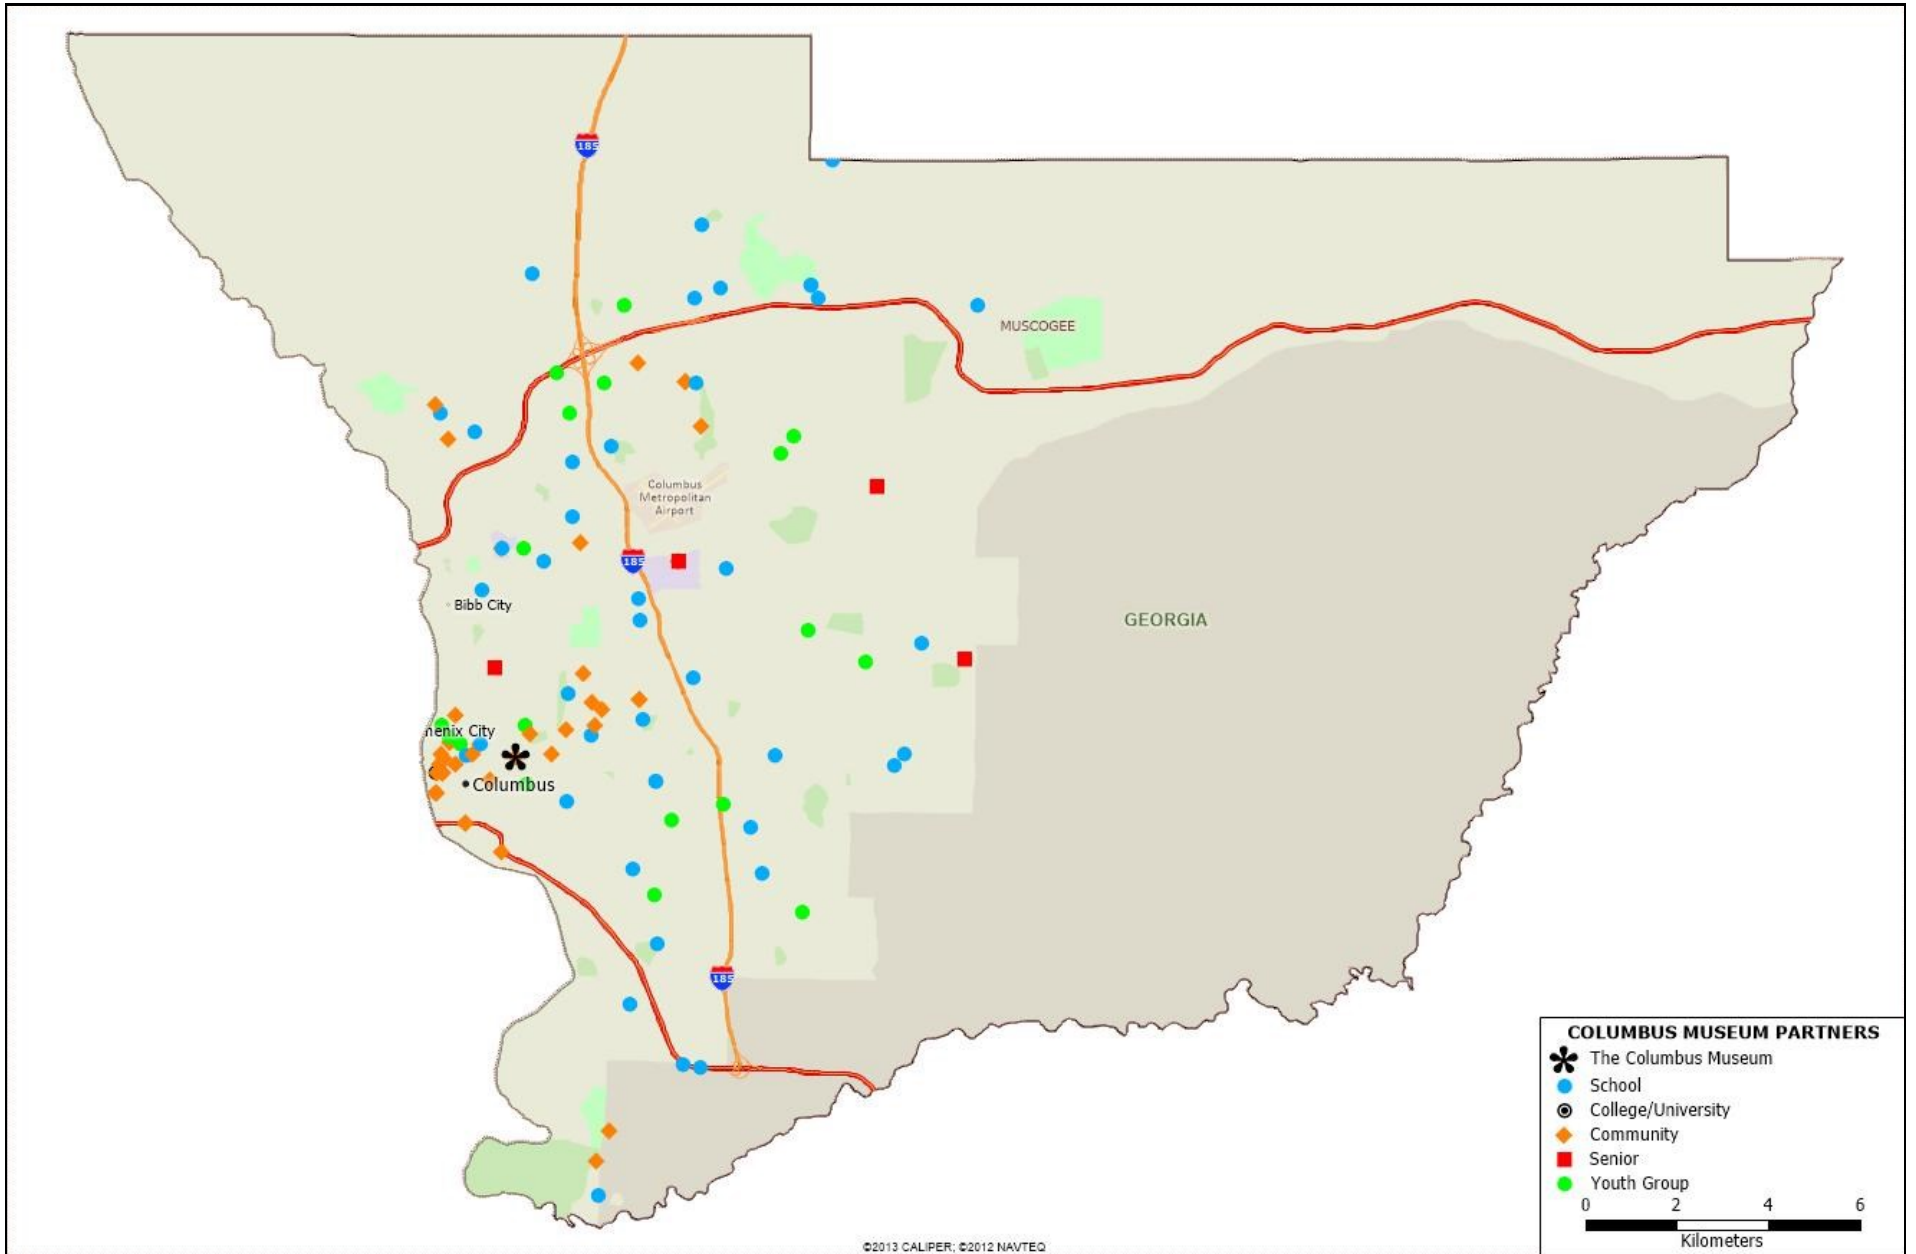 185
MUSCOGEE
Columbus
Metropolitan
Airport
185
Bibb City
GEORGIA
henix City
Columbus
185
COLUMBUS MUSEUM PARTNERS
The Columbus Museum
School
College/University
Community
Senior
Youth Group
0 2 4 6
Kilometers
©2013 CALIPER; ©2012 NAVTEQ